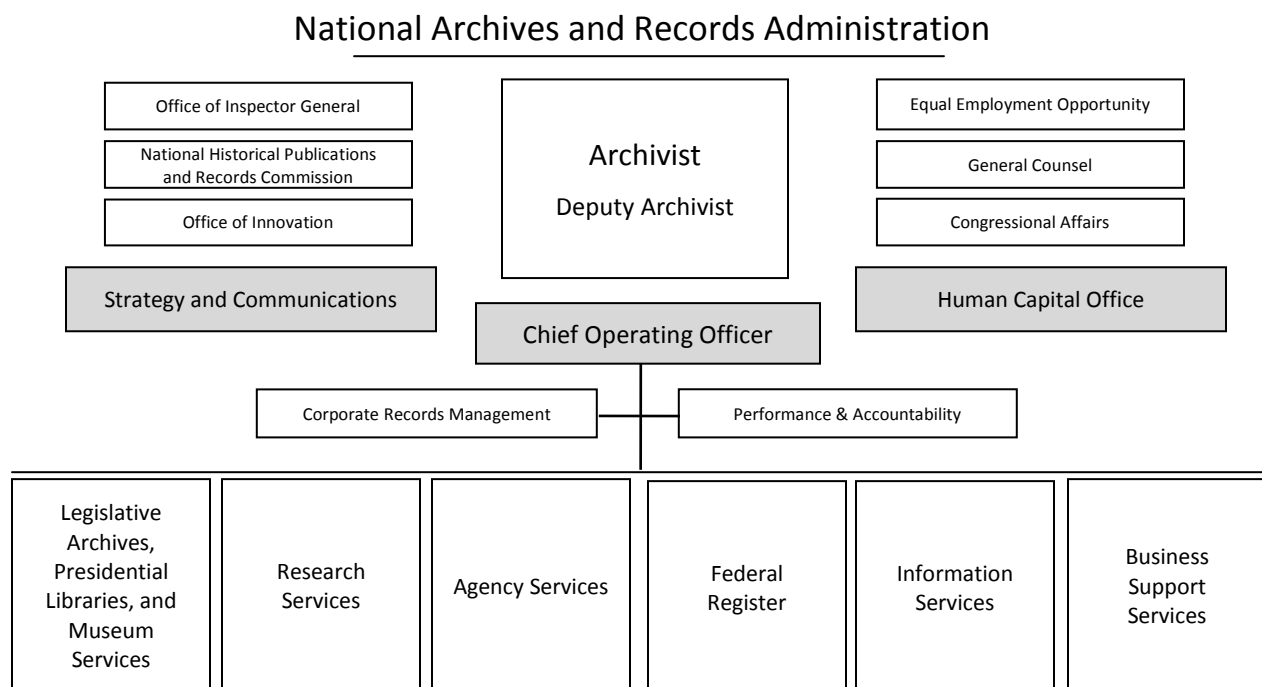 National Archives and Records Administration
Office of Inspector General
National Historical Publications
and Records Commission
Office of Innovation
Strategy and Communications
Archivist
Deputy Archivist
Equal Employment Opportunity
General Counsel
Congressional Affairs
Human Capital Office
Chief Operating Officer
Corporate Records Management
Performance & Accountability
Legislative
Archives,
Presidential
Libraries, and
Museum
Services
Research
Services
Agency Services
Federal
Register
Information
Services
Business
Support
Services